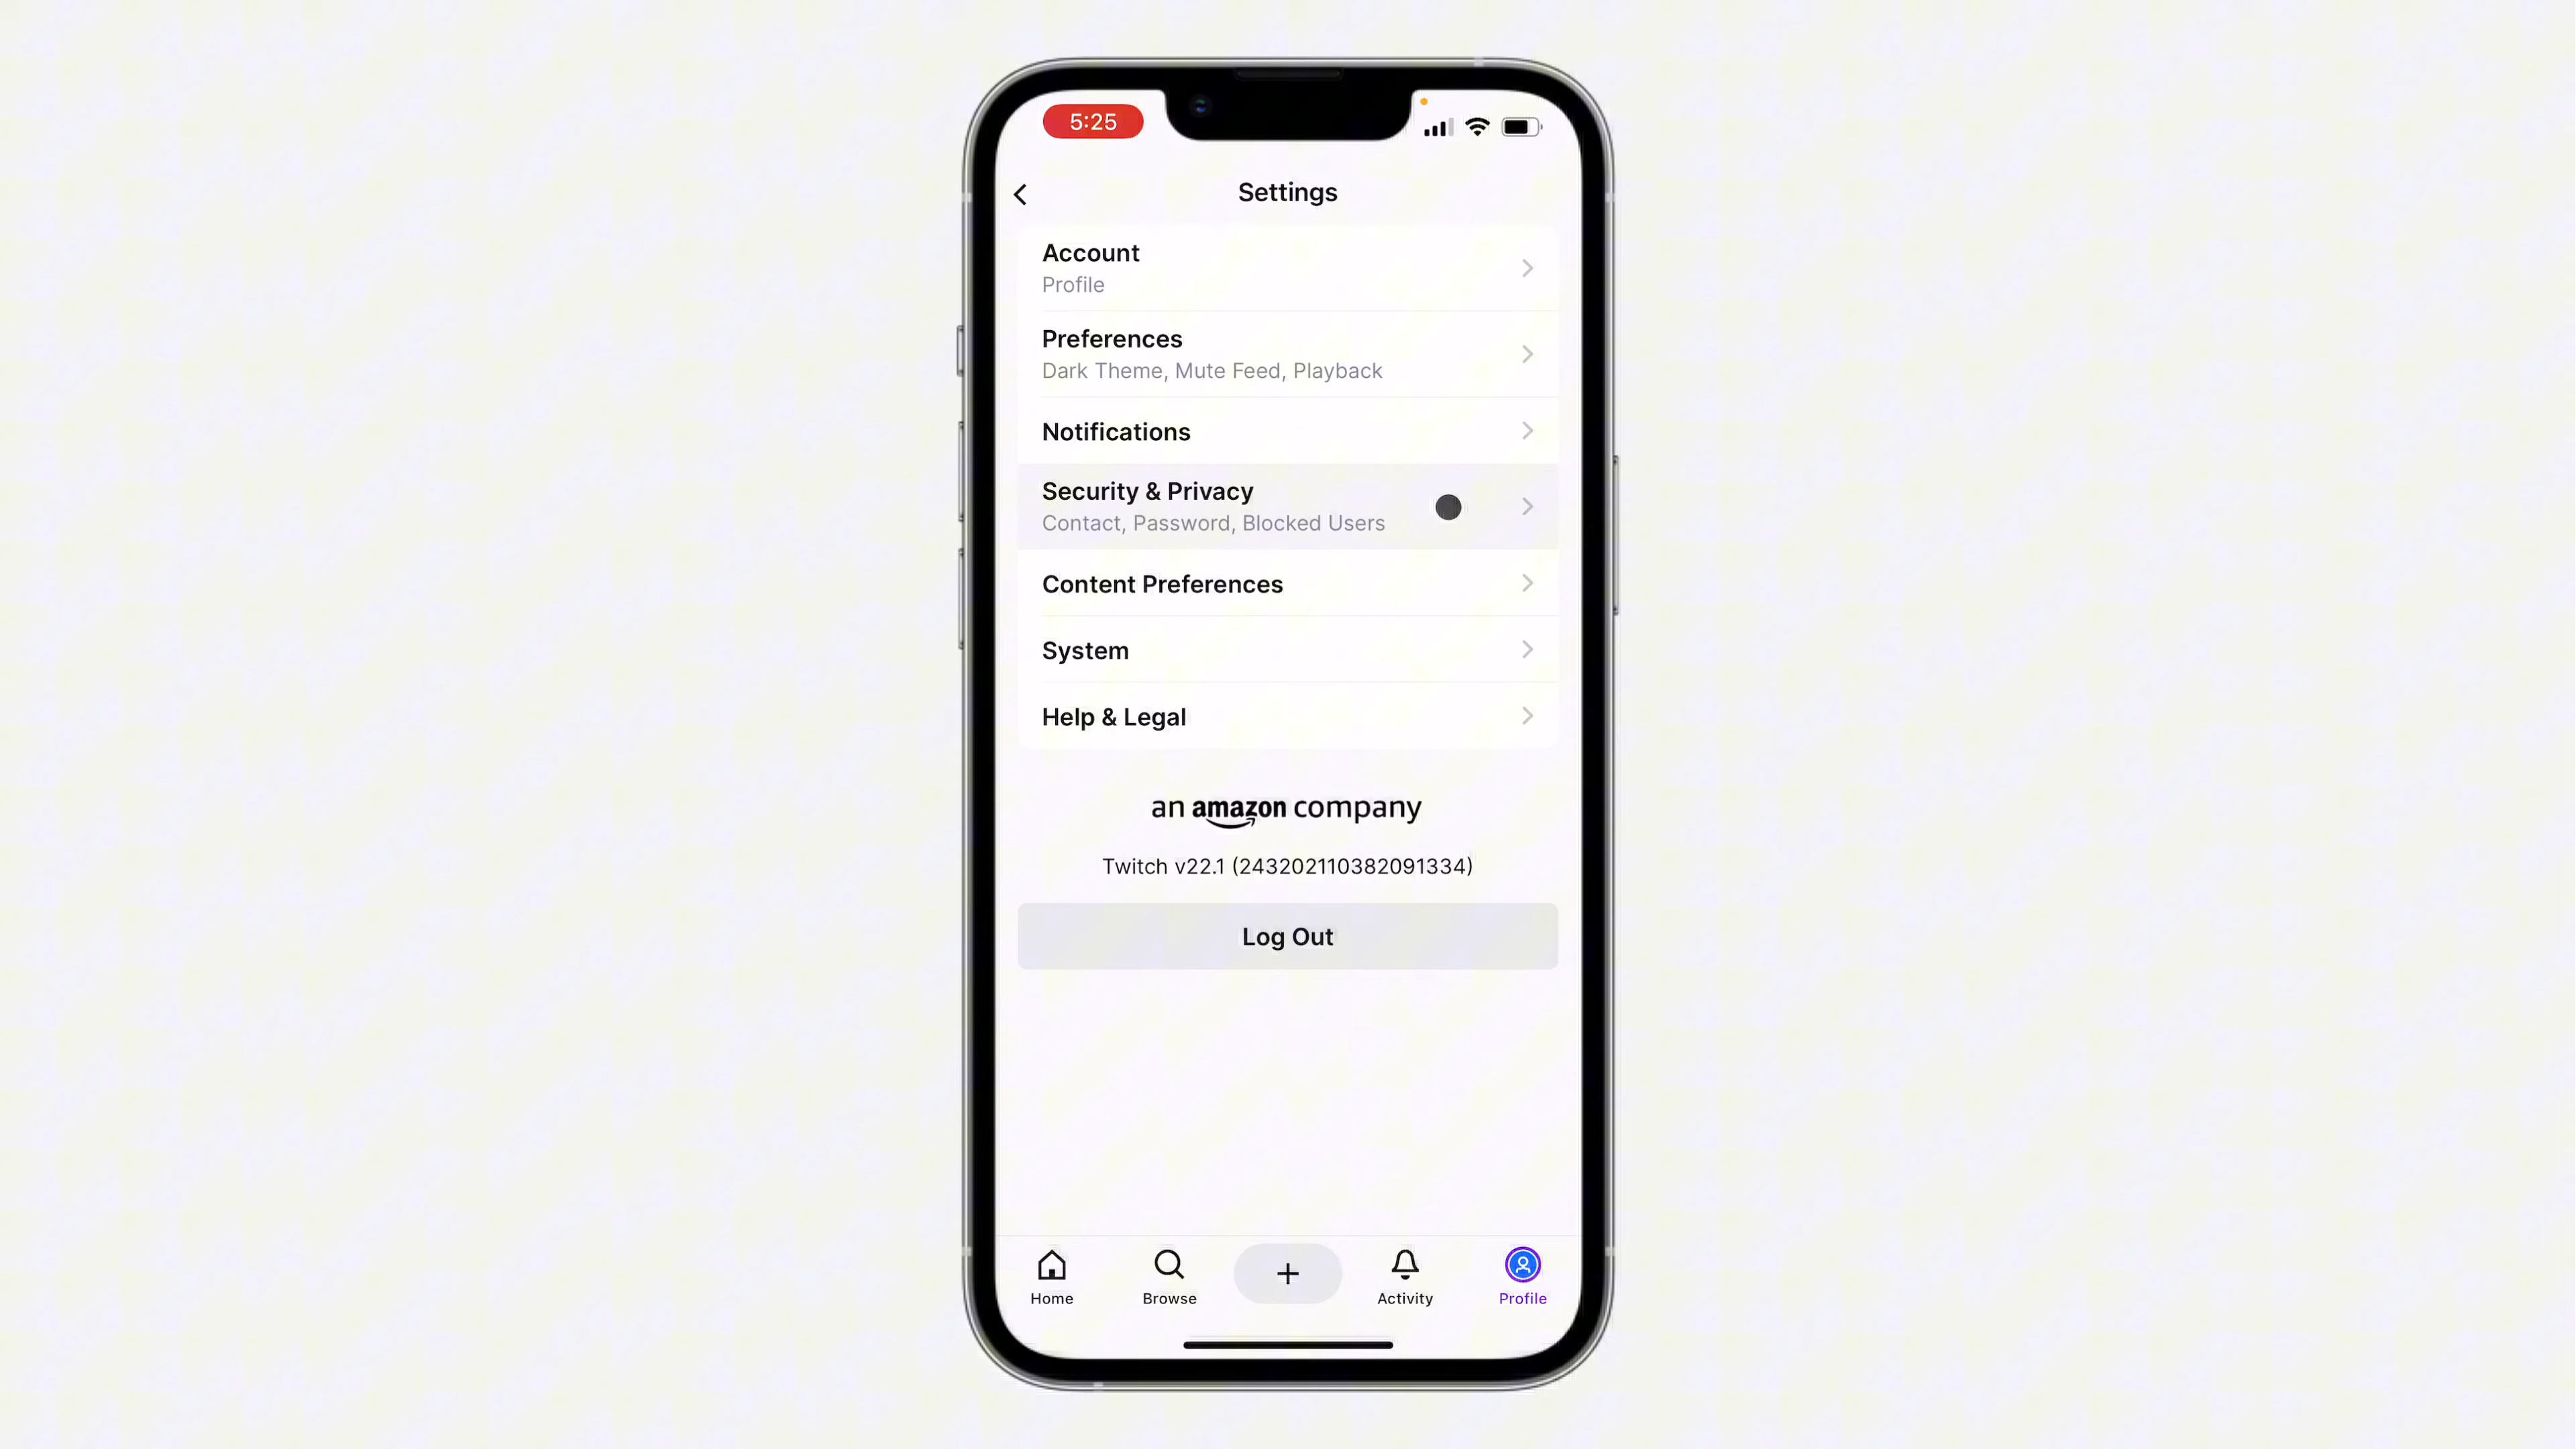 5:25
Settings
Account
Profile
Preferences
Dark Theme, Mute Feed, Playback
Notifications
Security & Privacy
Contact, Password, Blocked Users
Content Preferences
System
Help & Legal
an amazon company
Twitch v22.1 (243202110382091334)
Log Out
Home
Browse
Activity
Profile